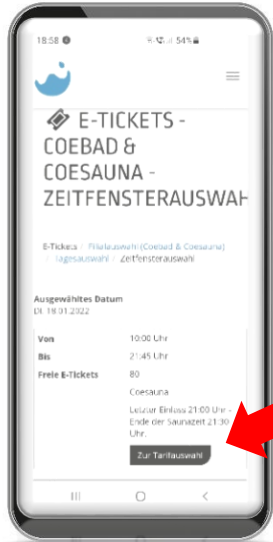 18:58
54%
E-TICKETS -
COEBAD
&
COESAUNA -
ZEITFENSTERAUSWAH
E-Tickets / Filialauswahl (Coebad & Coesauna)
/ Tagesauswahl / Zeitfensterauswahl
Ausgewähltes Datum
DI, 18.01.2022
Von 10:00 Uhr
Bis 21:45 Uhr
Freie E-Tickets 80
Coesauna
Letzter Einlass 21:00 Uhr -
Ende der Saunazeit 21:30
Uhr.
Zur Tarifauswahl